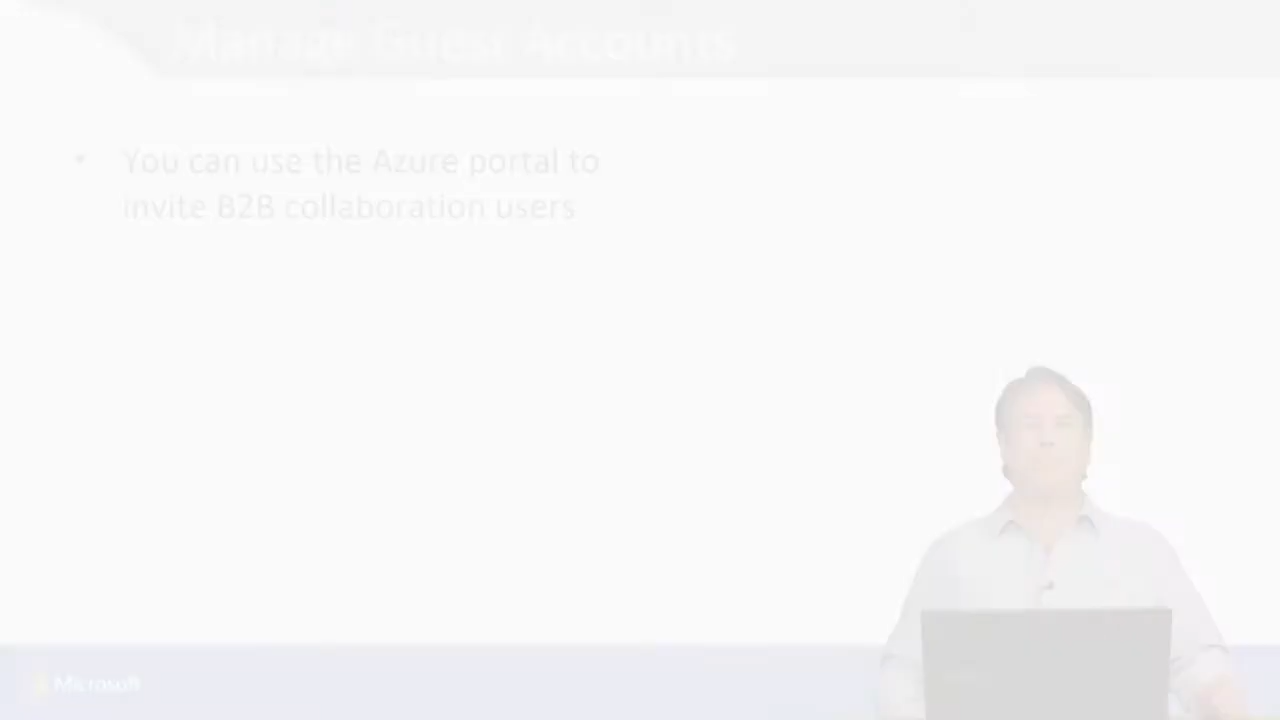 Manage Guest Accounts
• You can use the Azure portal to
invite B2B collaboration users
Microsoft